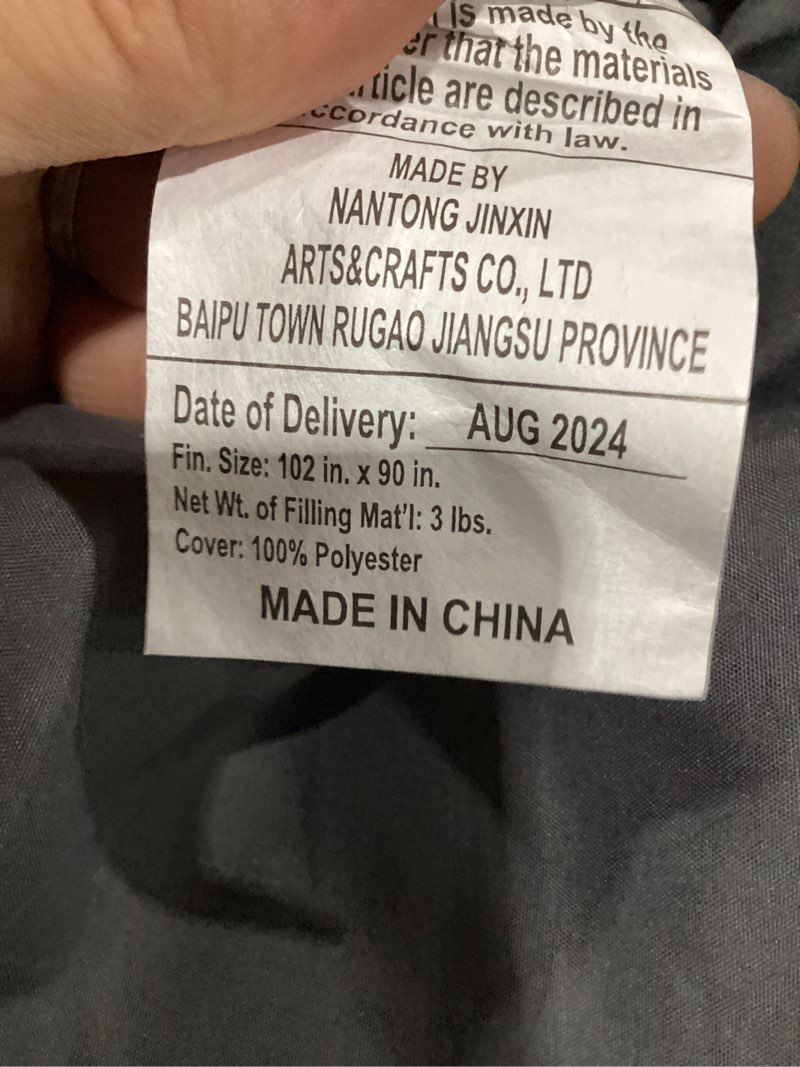 is made by the
er that the materials
ticle are described in
ccordance with law.
MADE BY
NANTONG JINXIN
ARTS&CRAFTS CO., LTD
BAIPU TOWN RUGAO JIANGSU PROVINCE
Date of Delivery: AUG 2024
Fin. Size: 102 in. x 90 in.
Net Wt. of Filling Mat'l: 3 lbs.
Cover: 100% Polyester
MADE IN CHINA